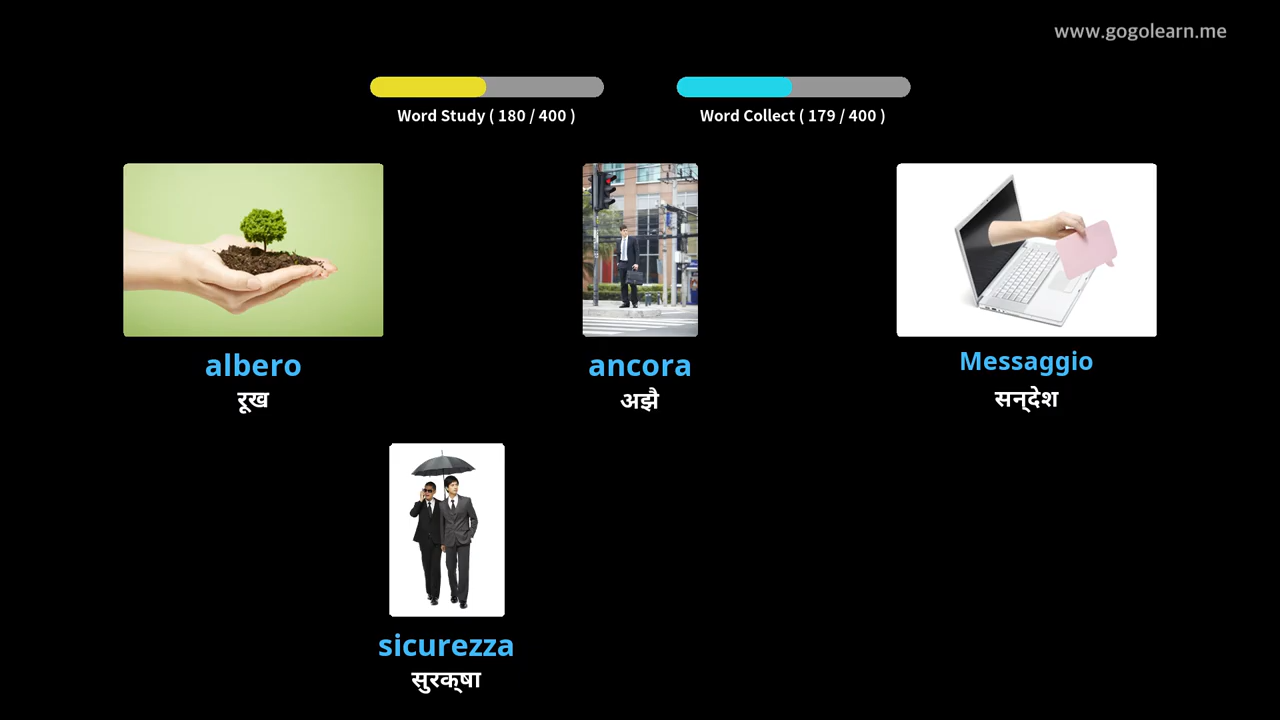 www.gogolearn.me
Word Study ( 180 / 400 )
Word Collect ( 179 / 400 )
albero
रूख
ancora
अझै
Messaggio
सन्देश
sicurezza
सुरक्षा